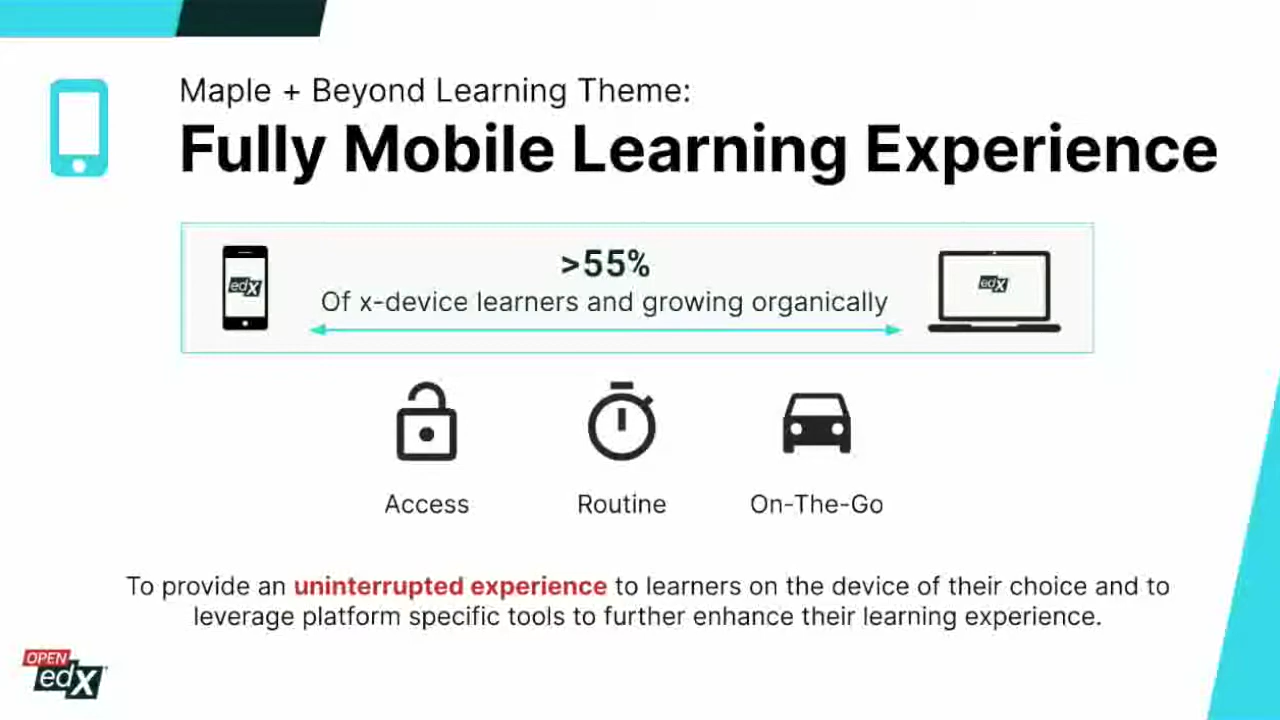 Maple + Beyond Learning Theme:
Fully Mobile Learning Experience
>55%
edX
edX
Of x-device learners and growing organically
Access
Routine
On-The-Go
To provide an uninterrupted experience to learners on the device of their choice and to
leverage platform specific tools to further enhance their learning experience.
OPEN
edX